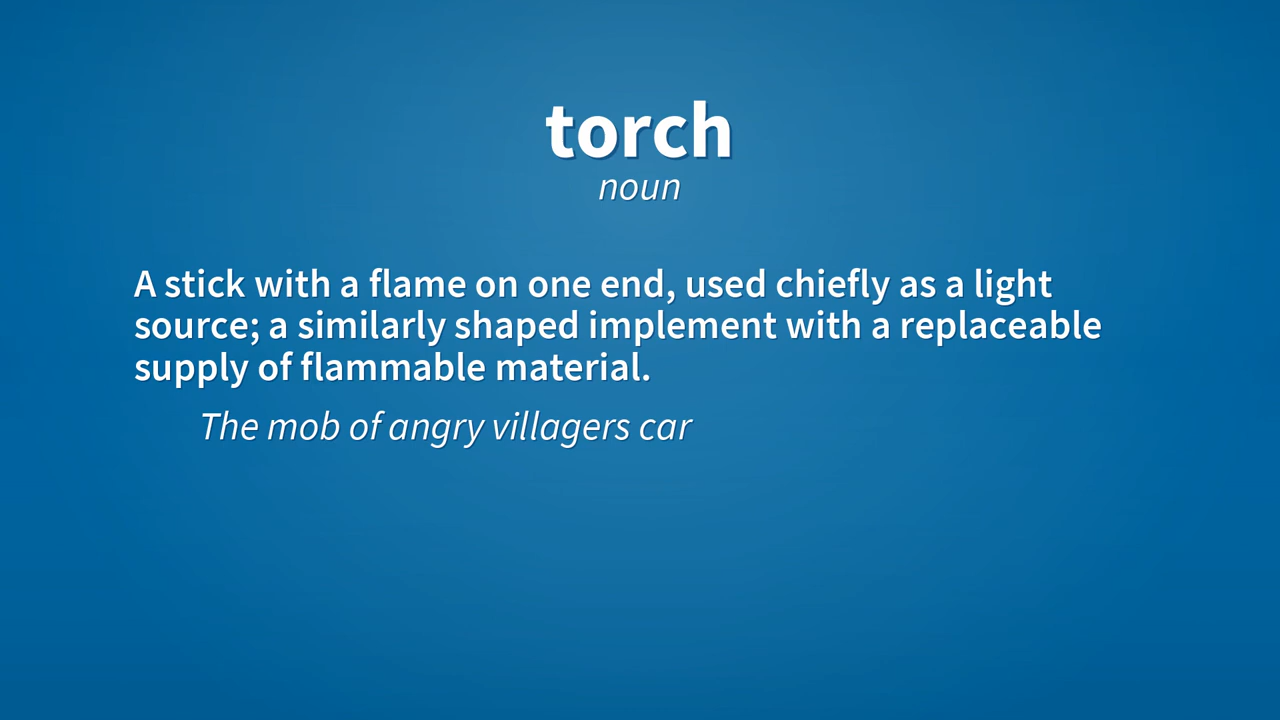 torch
noun
A stick with a flame on one end, used chiefly as a light
source; a similarly shaped implement with a replaceable
supply of flammable material.
The mob of angry villagers car